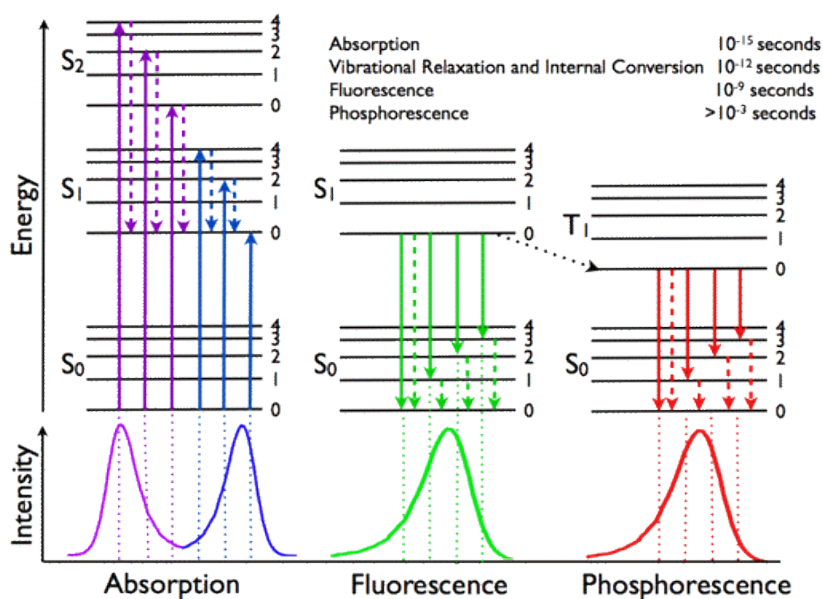 Absorption 10⁻¹⁵ seconds
Vibrational Relaxation and Internal Conversion 10⁻¹² seconds
Fluorescence 10⁻⁹ seconds
Phosphorescence >10⁻³ seconds
Energy
S₂
4
3
2
1
0
S₁
4
3
2
1
0
S₀
4
3
2
1
0
S₁
4
3
2
1
0
S₀
4
3
2
1
0
T₁
4
3
2
1
0
S₀
4
3
2
1
0
Intensity
Absorption
Fluorescence
Phosphorescence